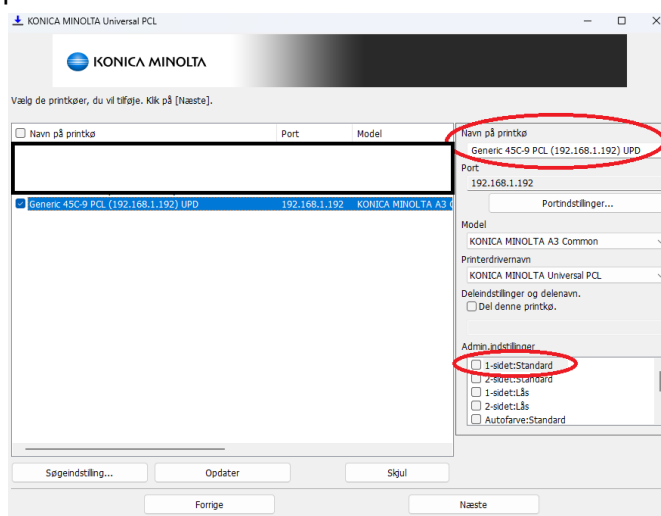 KONICA MINOLTA Universal PCL
KONICA MINOLTA
Vælg de printkøer, du vil tilføje. Klik på [Næste].
Navn på printkø Port Model
Generic 45C-9 PCL (192.168.1.192) UPD 192.168.1.192 KONICA MINOLTA A3
Navn på printkø
Generic 45C-9 PCL (192.168.1.192) UPD
Port
192.168.1.192
Portindstilinger...
Model
KONICA MINOLTA A3 Common
Printerdrivernavn
KONICA MINOLTA Universal PCL
Deleindstilinger og delenavn.
Del denne printkø.
Admin.indstillinger
1-sidet:Standard
2-sidet:Standard
1-sidet:Lås
2-sidet:Lås
Autofarve:Standard
Søgeindstilling... Opdater Skjul
Forrige Næste